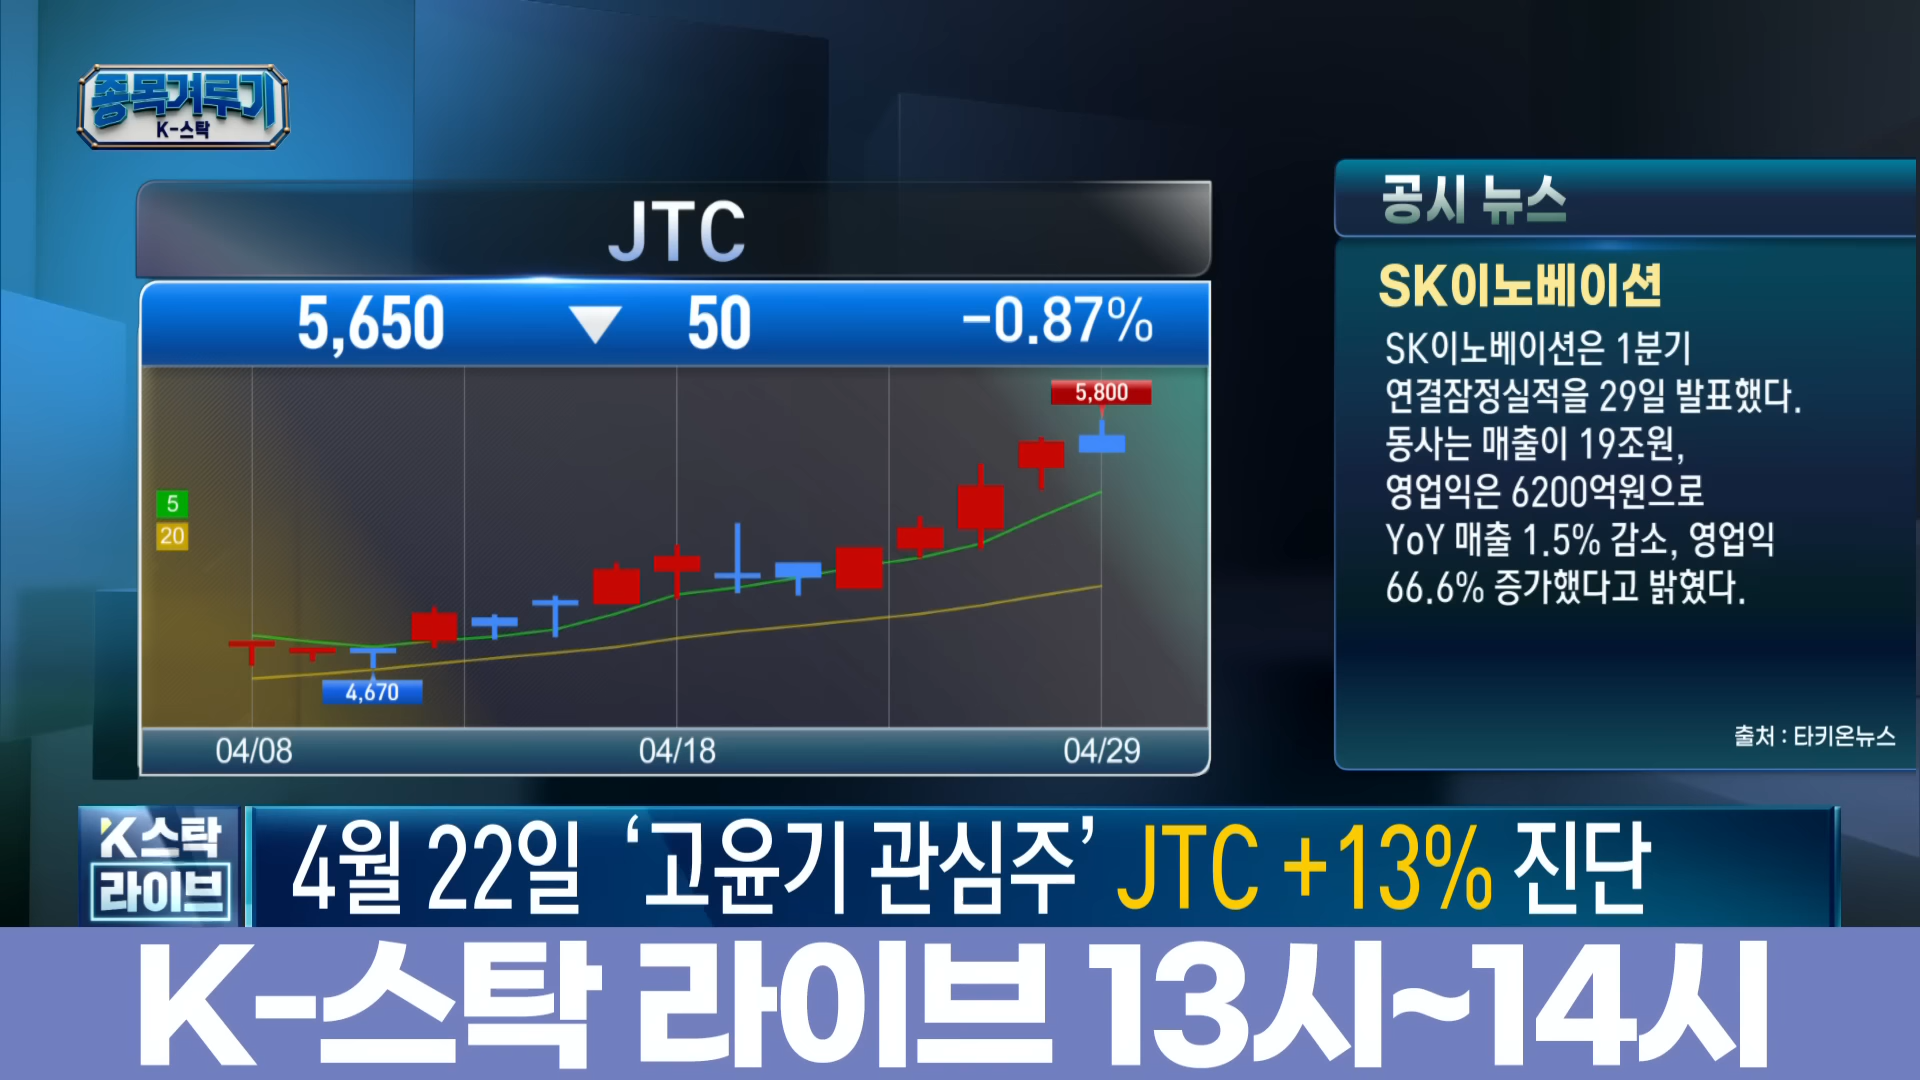 종목겨루기
K-스탁
JTC
5,650 ▼ 50 -0.87%
5,800
5
20
4,670
04/08 04/18 04/29
공시 뉴스
SK이노베이션
SK이노베이션은 1분기
연결잠정실적을 29일 발표했다.
동사는 매출이 19조원,
영업익은 6200억원으로
YoY 매출 1.5% 감소, 영업익
66.6% 증가했다고 밝혔다.
출처 : 타키온뉴스
K스탁
라이브
4월 22일 ‘고윤기 관심주’ JTC +13% 진단
K-스탁 라이브 13시~14시